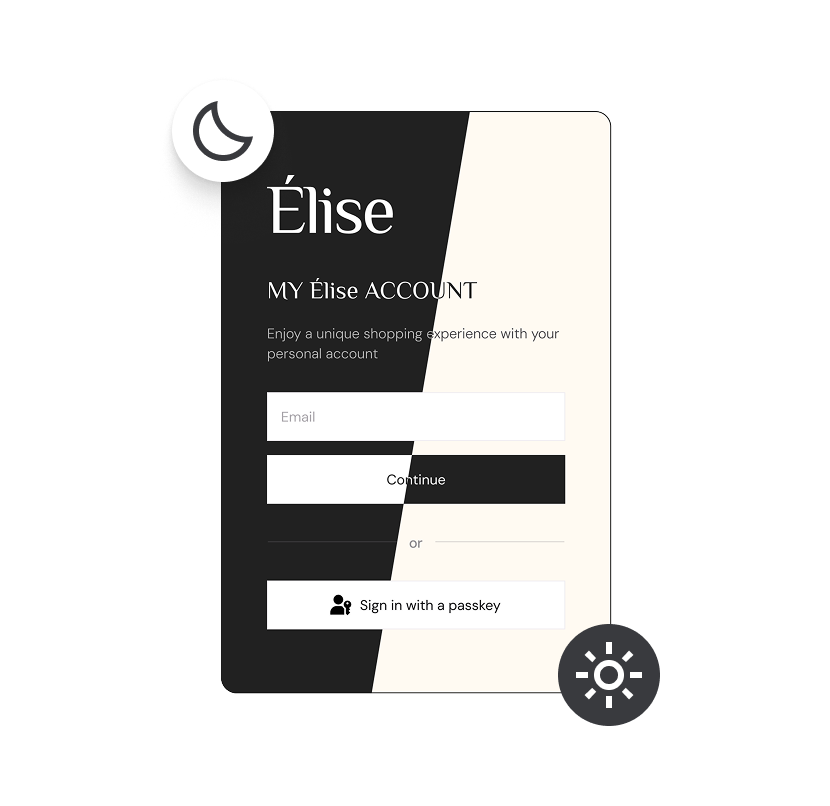 Élise
MY Élise ACCOUNT
Enjoy a unique shopping experience with your
personal account
Email
Continue
or
Sign in with a passkey